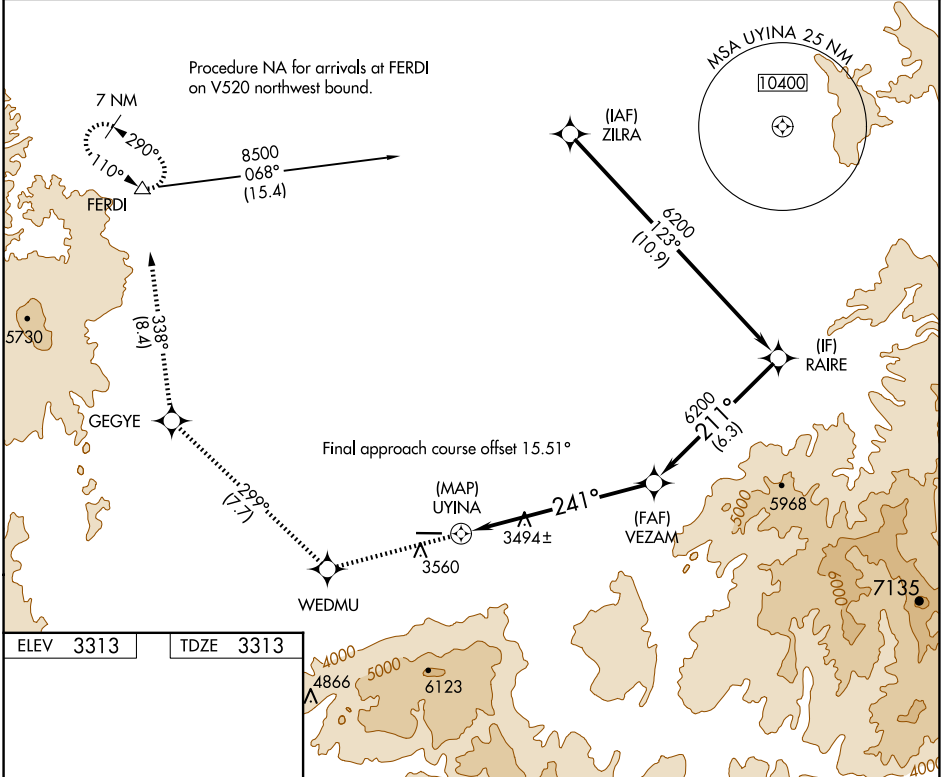 Procedure NA for arrivals at FERDI
on V520 northwest bound.
MSA UYINA 25 NM
10400
7 NM
290°
110°
FERDI
8500
068°
(15.4)
(IAF)
ZILRA
6200
123°
(10.9)
5730
338°
(8.4)
(IF)
RAIRE
GEGYE
6200
211°
(6.3)
Final approach course offset 15.51°
299°
(7.7)
(MAP)
UYINA
241°
3494±
(FAF)
VEZAM
5000
5968
3560
WEDMU
6000
7135
ELEV 3313
TDZE 3313
4000
5000
4866
6123
4000